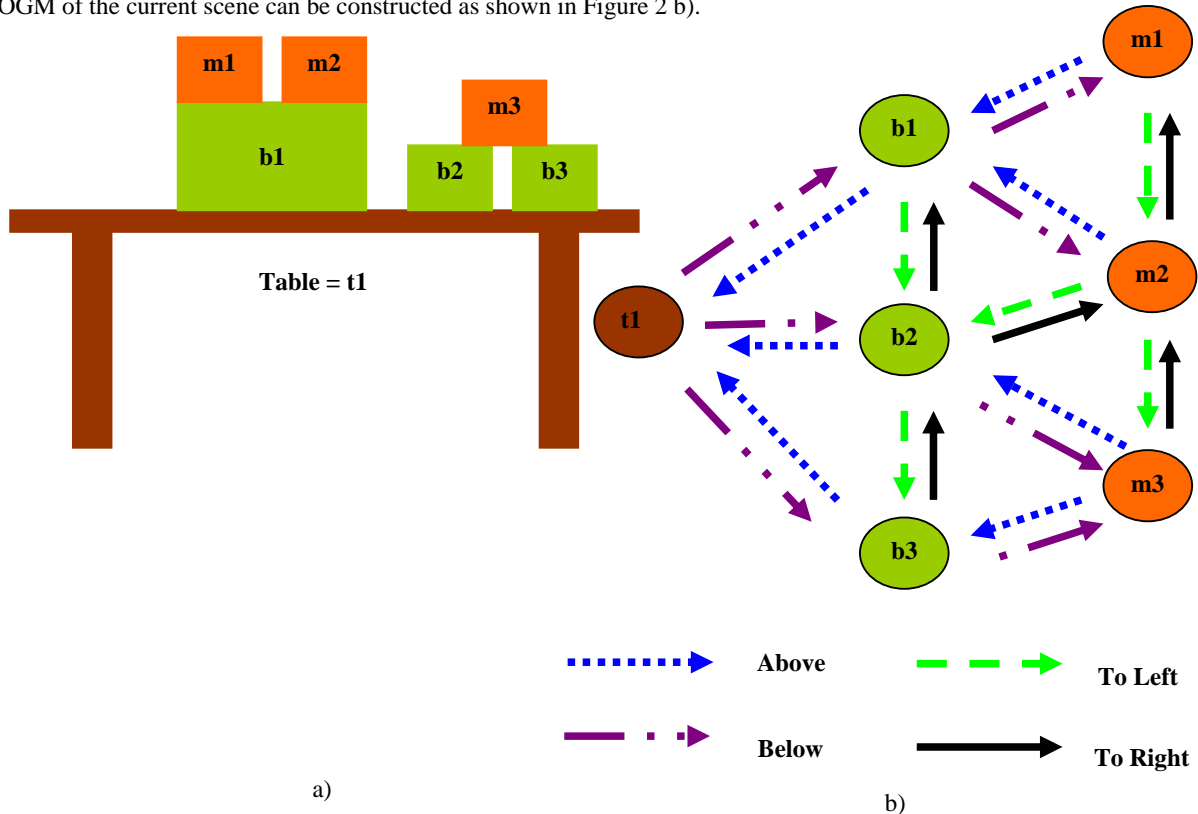 OGM of the current scene can be constructed as shown in Figure 2 b).
m1 m2
m3
b1
b2 b3
Table = t1
m1
b1
m2
t1
b2
m3
b3
Above
To Left
Below
To Right
a)
b)